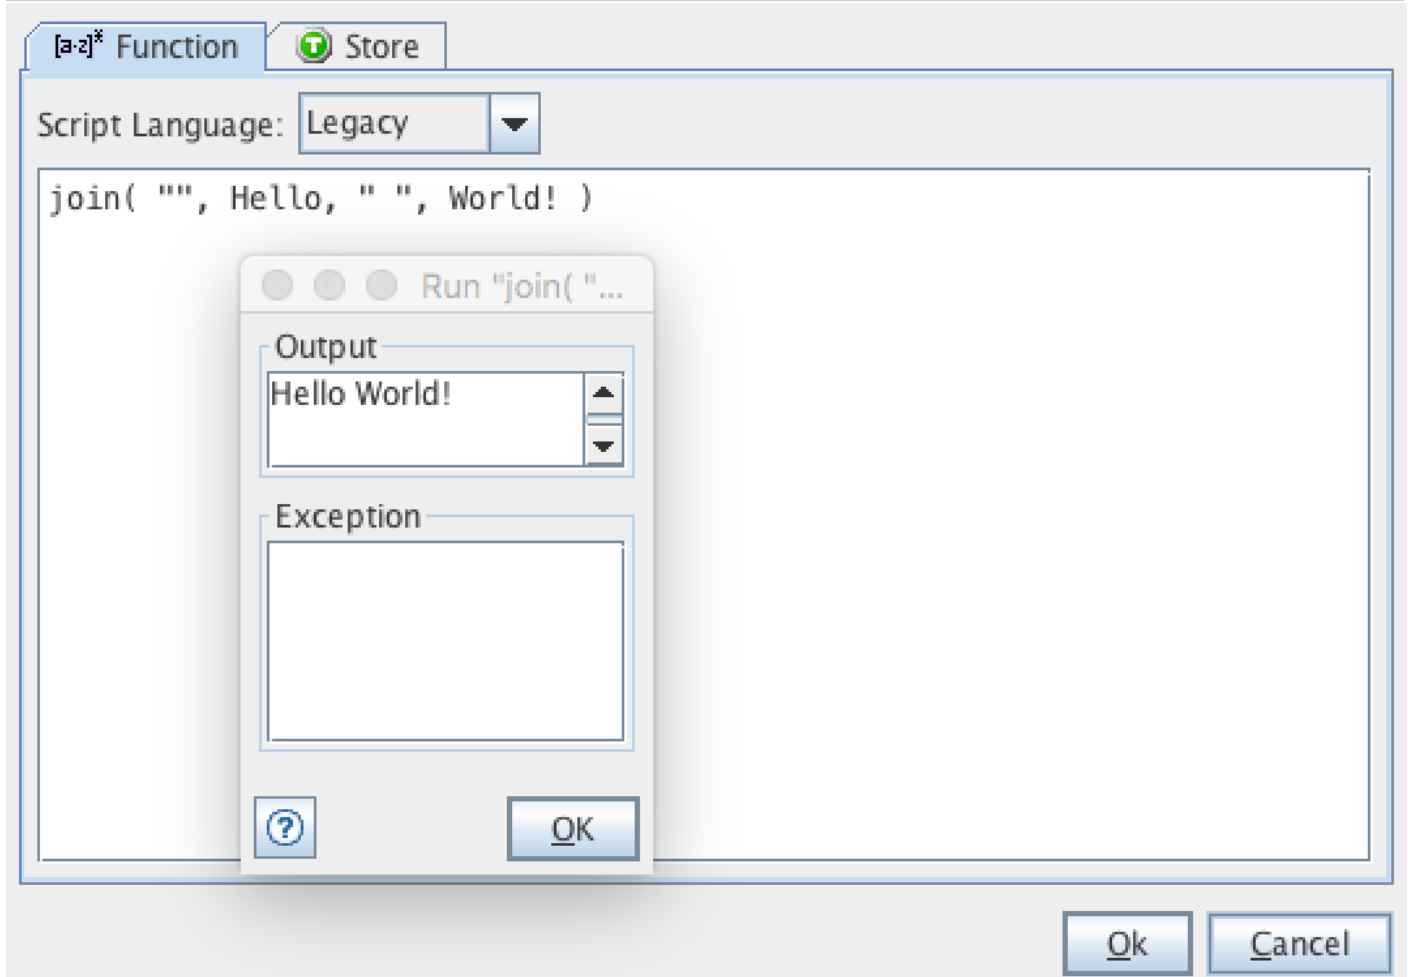 [a-z]* Function
T Store
Script Language: Legacy
join( "", Hello, " ", World! )
Run "join( "...
Output
Hello World!
Exception
?
OK
Ok
Cancel